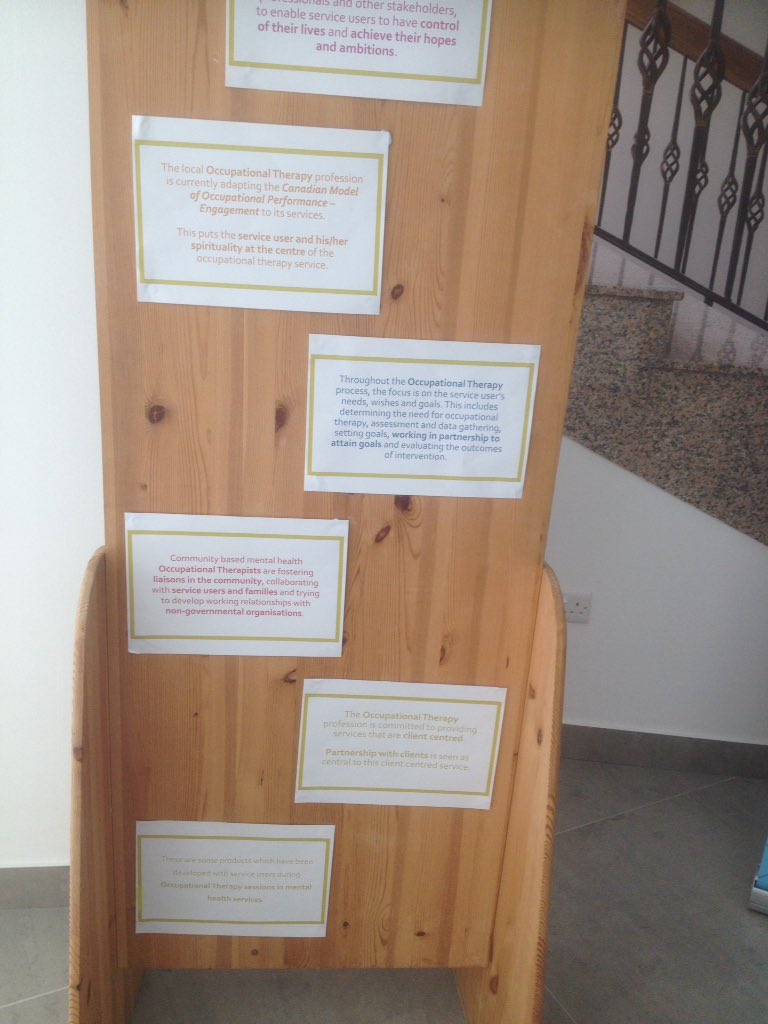 professionals and other stakeholders,
to enable service users to have control
of their lives and achieve their hopes
and ambitions.
The local Occupational Therapy profession
is currently adapting the Canadian Model
of Occupational Performance –
Engagement to its services.
This puts the service user and his/her
spirituality at the centre of the
occupational therapy service.
Throughout the Occupational Therapy
process, the focus is on the service user's
needs, wishes and goals. This includes
determining the need for occupational
therapy, assessment and data gathering,
setting goals, working in partnership to
attain goals and evaluating the outcomes
of intervention.
Community based mental health
Occupational Therapists are fostering
liaisons in the community, collaborating
with service users and families and trying
to develop working relationships with
non-governmental organisations.
The Occupational Therapy
profession is committed to providing
services that are client centred.
Partnership with clients is seen as
central to this client centred service.
These are some products which have been
developed with service users during
Occupational Therapy sessions in mental
health services